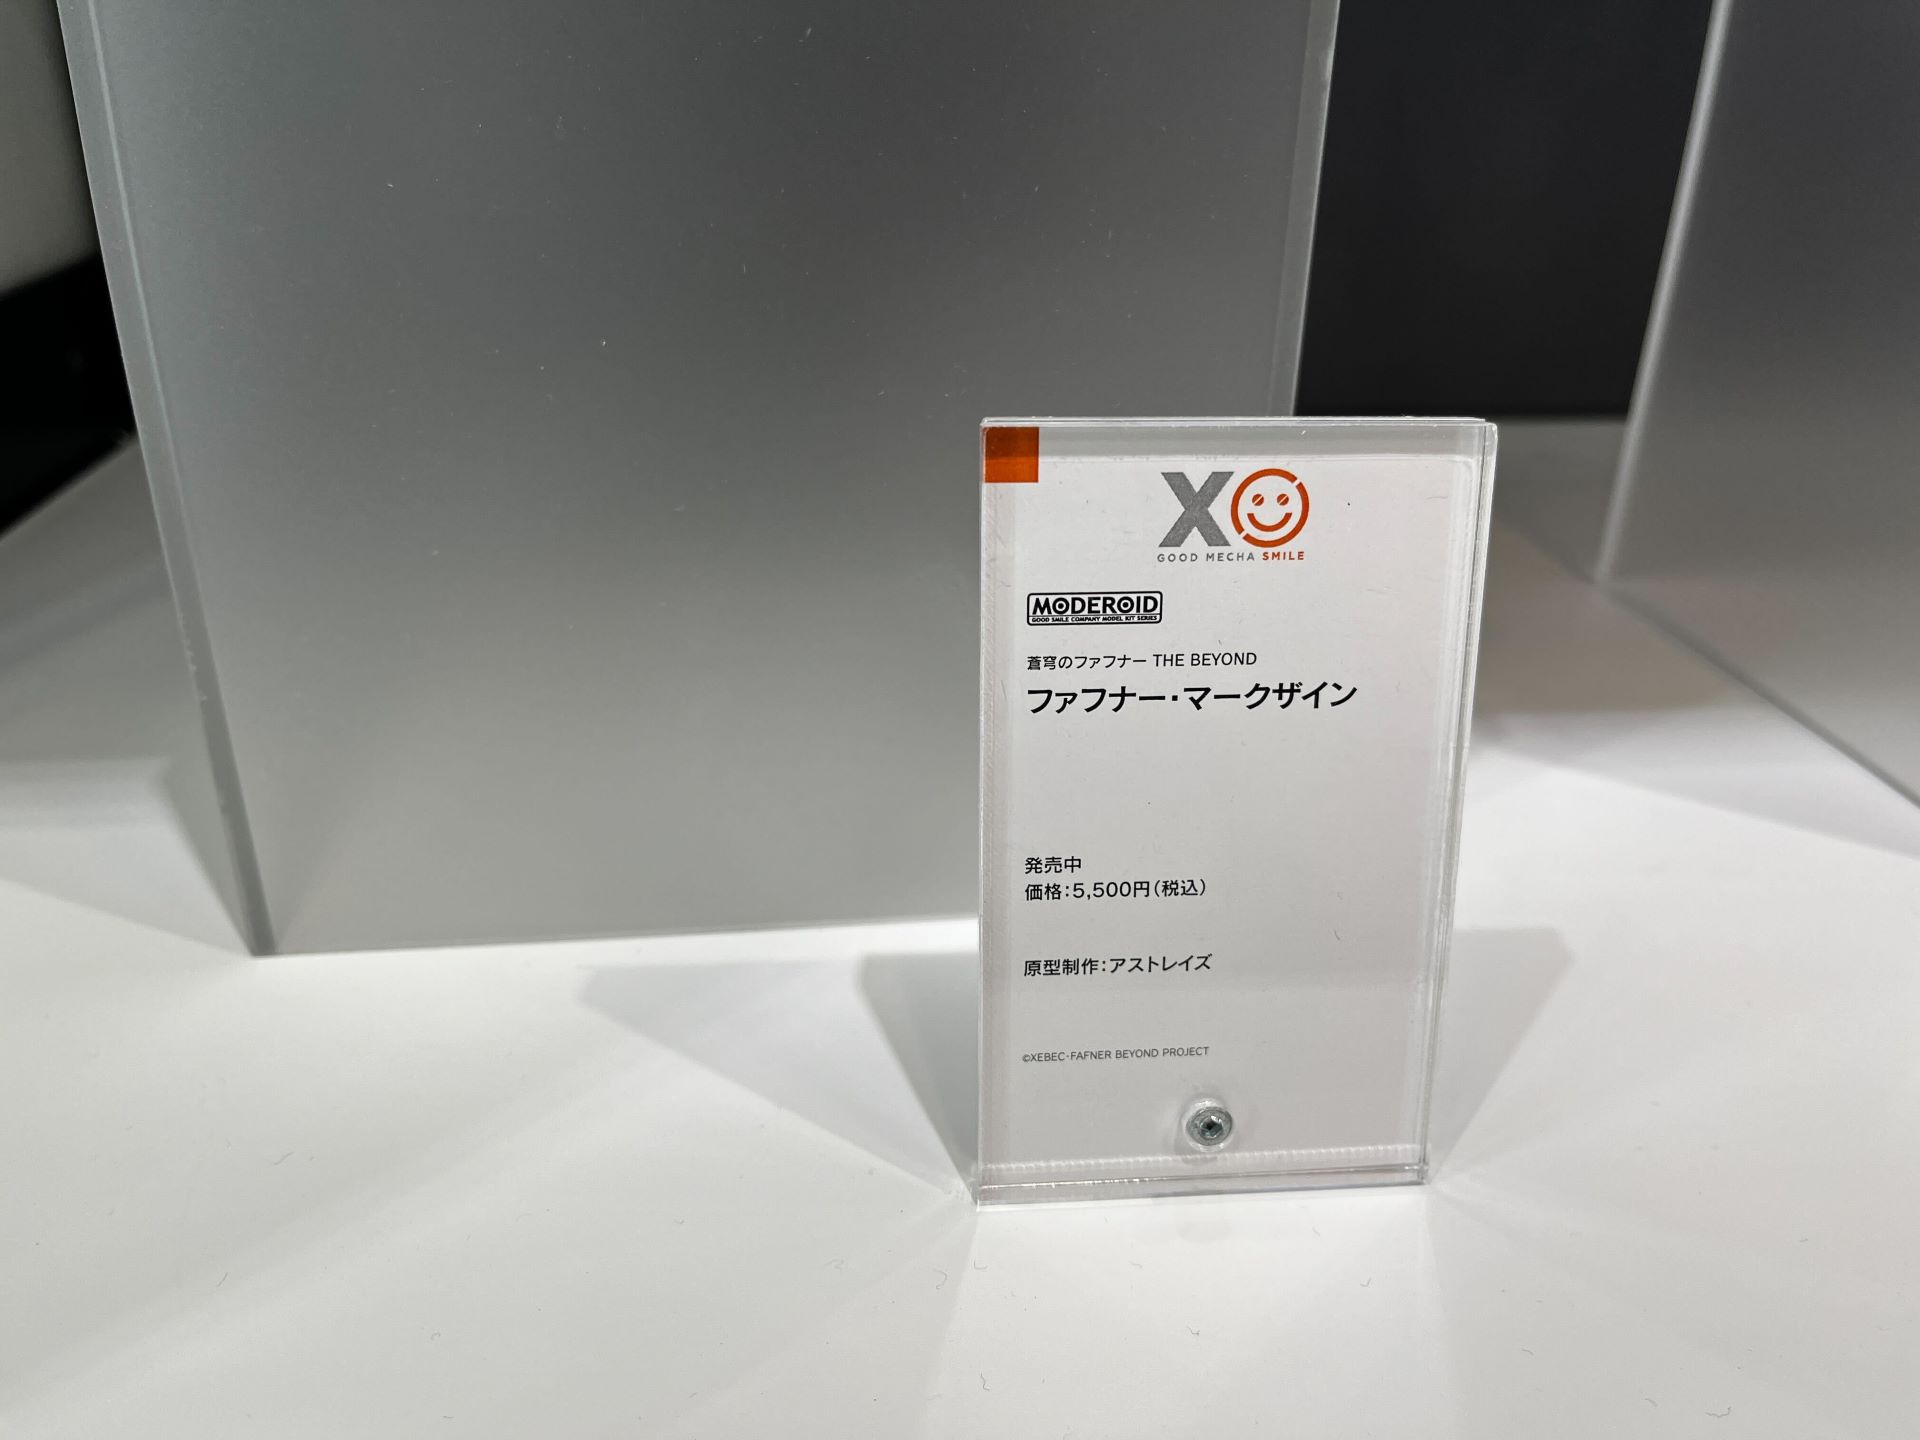 XO
GOOD MECHA SMILE
MODEROID
GOOD SMILE COMPANY MODEL KIT SERIES
蒼穹のファフナー THE BEYOND
ファフナー・マークザイン
発売中
価格：5,500円（税込）
原型制作：アストレイズ
©XEBEC・FAFNER BEYOND PROJECT